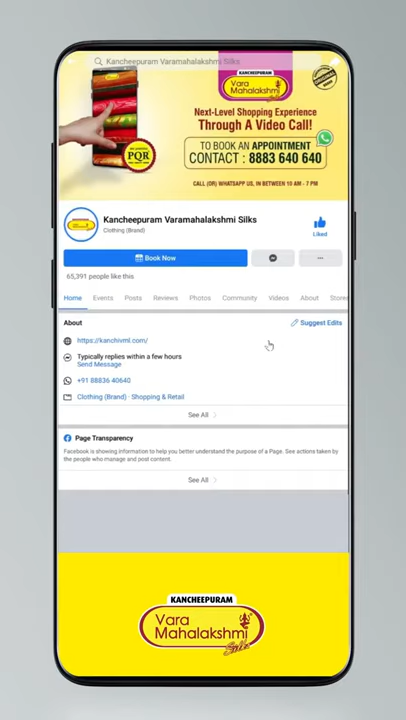 Kancheepuram Varamahalakshmi Silks
KANCHEEPURAM
Vara
Mahalakshmi
Silks
Next-Level Shopping Experience
Through A Video Call!
TO BOOK AN APPOINTMENT
CONTACT : 8883 640 640
CALL (OR) WHATSAPP US, IN BETWEEN 10 AM - 7 PM
PQR
Kancheepuram Varamahalakshmi Silks
Clothing (Brand)
Liked
Book Now
65,391 people like this
Home Events Posts Reviews Photos Community Videos About Store
About
Suggest Edits
https://kanchivml.com/
Typically replies within a few hours
Send Message
+91 88836 40640
Clothing (Brand) · Shopping & Retail
See All
Page Transparency
Facebook is showing information to help you better understand the purpose of a Page. See actions taken by
the people who manage and post content.
See All
KANCHEEPURAM
Vara
Mahalakshmi
Silks